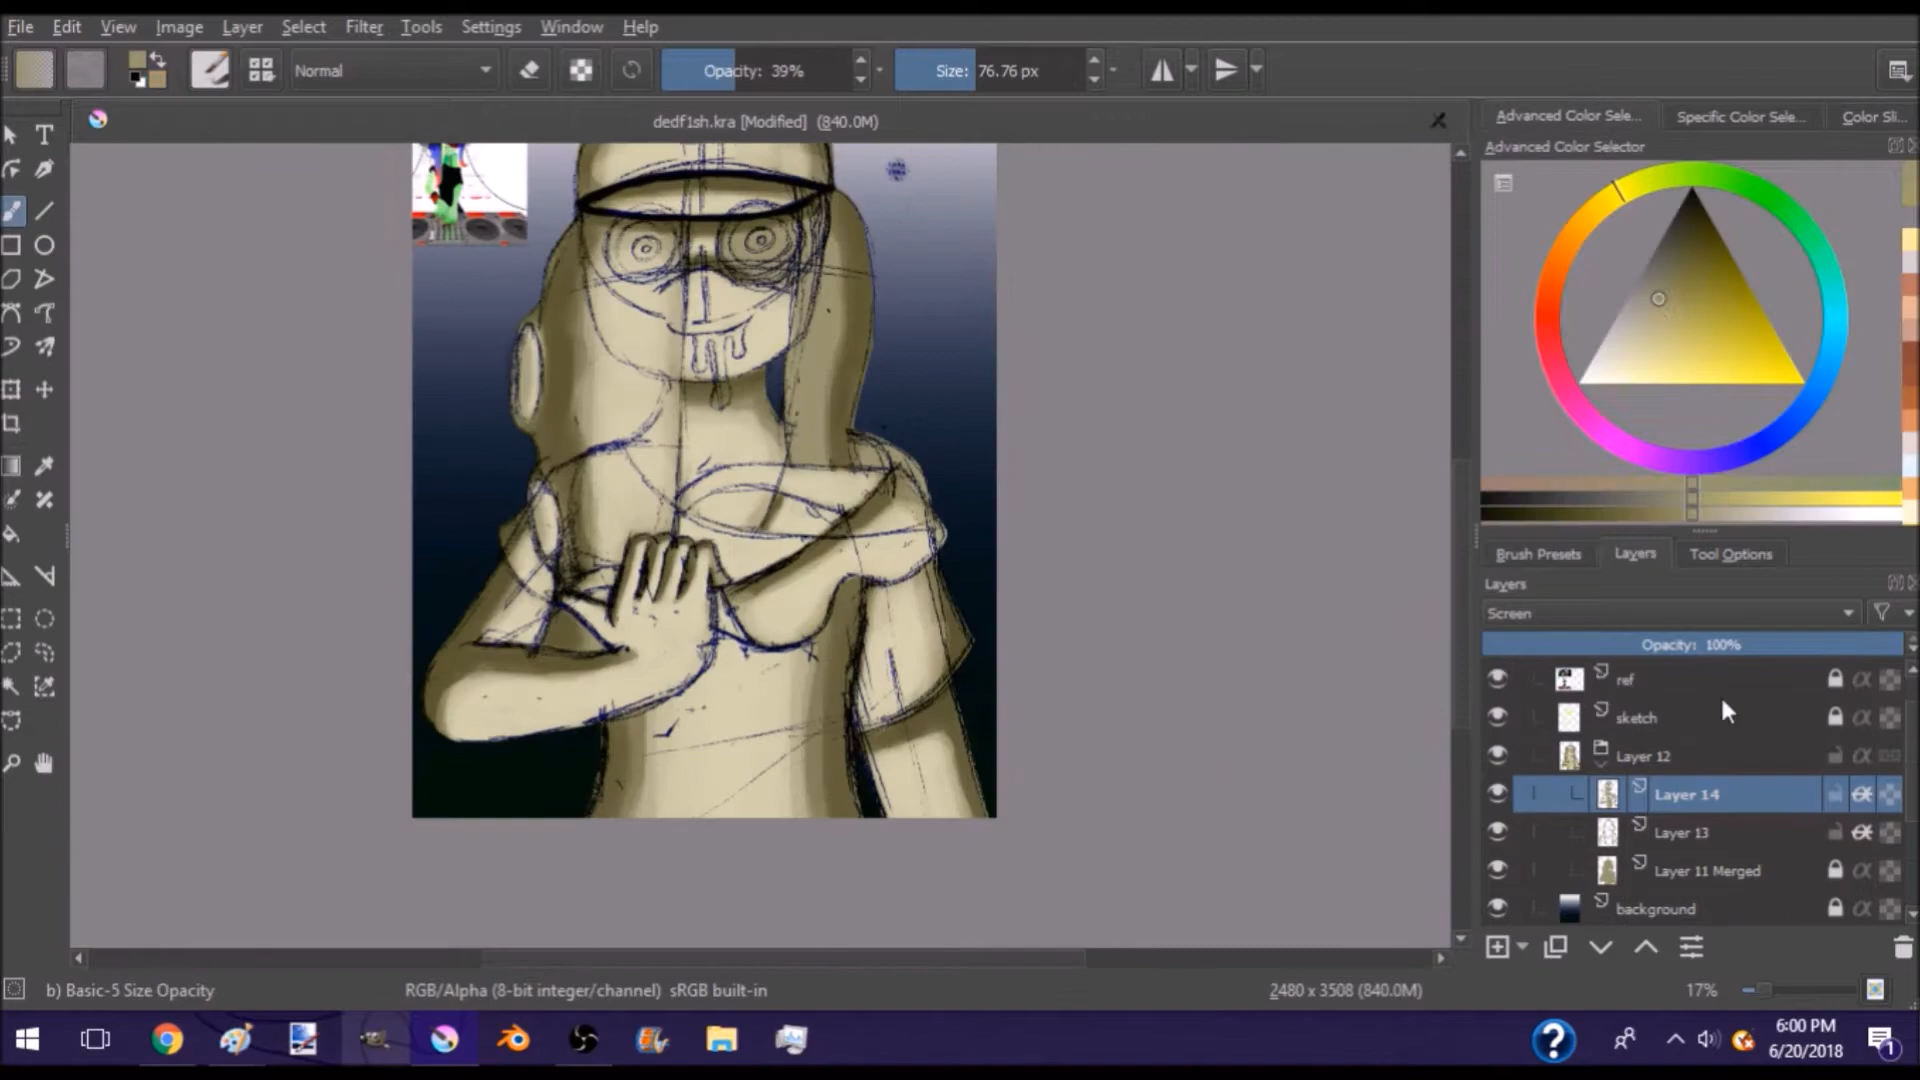 File Edit View Image Layer Select Filter Tools Settings Window Help
Normal Opacity: 39% Size: 76.76 px
dedf1sh.kra [Modified] (840.0M)
Advanced Color Sele... Specific Color Sele... Color Sli...
Advanced Color Selector
Brush Presets Layers Tool Options
Layers
Screen
Opacity: 100%
ref
sketch
Layer 12
Layer 14
Layer 13
Layer 11 Merged
background
b) Basic-5 Size Opacity RGB/Alpha (8-bit integer/channel) sRGB built-in 2480 x 3508 (840.0M) 17%
6:00 PM
6/20/2018
1